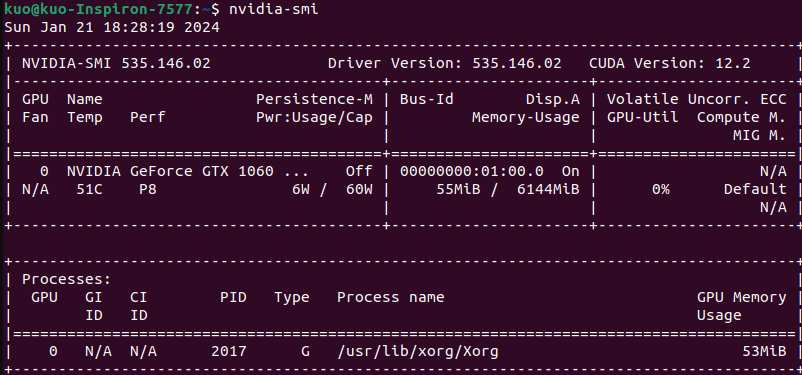 kuo@kuo-Inspiron-7577:~$ nvidia-smi
Sun Jan 21 18:28:19 2024
+---------------------------------------------------------------------------------------+
| NVIDIA-SMI 535.146.02             Driver Version: 535.146.02   CUDA Version: 12.2     |
|-----------------------------------------+----------------------+----------------------+
| GPU  Name                 Persistence-M | Bus-Id        Disp.A | Volatile Uncorr. ECC |
| Fan  Temp   Perf          Pwr:Usage/Cap |         Memory-Usage | GPU-Util  Compute M. |
|                                         |                      |               MIG M. |
|=========================================+======================+======================|
|   0  NVIDIA GeForce GTX 1060 ...    Off | 00000000:01:00.0  On |                  N/A |
| N/A   51C    P8               6W /  60W |     55MiB /  6144MiB |      0%      Default |
|                                         |                      |                  N/A |
+-----------------------------------------+----------------------+----------------------+
+---------------------------------------------------------------------------------------+
| Processes:                                                                            |
|  GPU   GI   CI        PID   Type   Process name                            GPU Memory |
|        ID   ID                                                             Usage      |
|=======================================================================================|
|    0   N/A  N/A      2017      G   /usr/lib/xorg/Xorg                           53MiB |
+---------------------------------------------------------------------------------------+